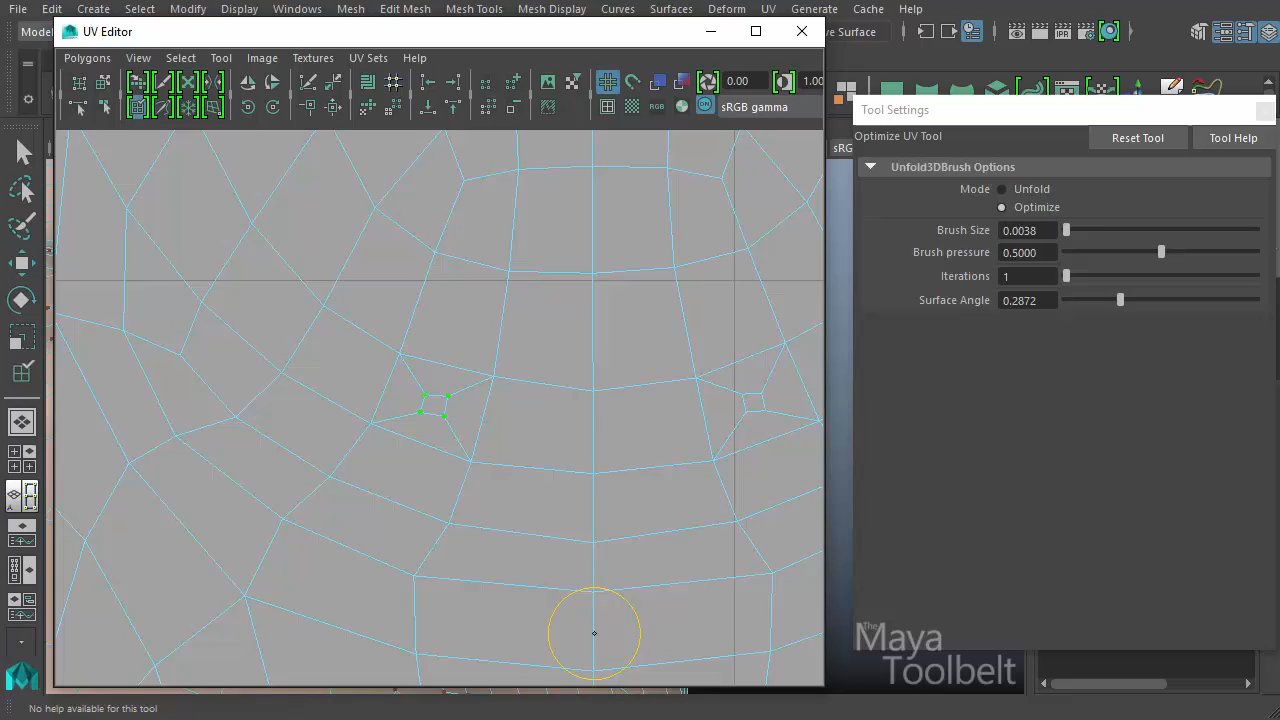 File Edit Create Select Modify Display Windows Mesh Edit Mesh Mesh Tools Mesh Display Curves Surfaces Deform UV Generate Cache Help
UV Editor
Polygons View Select Tool Image Textures UV Sets Help
0.00
1.00
RGB
ON
sRGB gamma
IPR
Tool Settings
Optimize UV Tool
Reset Tool
Tool Help
Unfold3DBrush Options
Mode Unfold
Optimize
Brush Size 0.0038
Brush pressure 0.5000
Iterations 1
Surface Angle 0.2872
The
Maya
Toolbelt
No help available for this tool